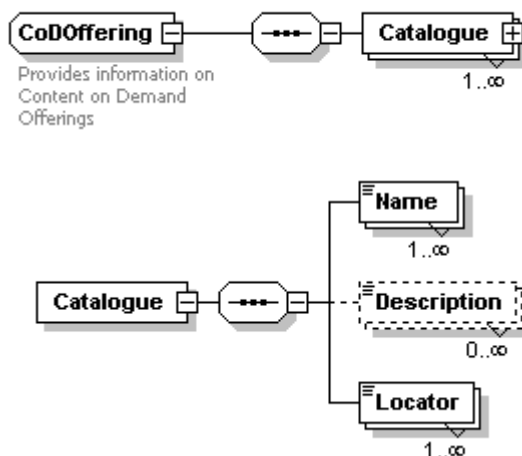 CoDOffering
Catalogue
Provides information on
Content on Demand
Offerings
1..∞
Name
1..∞
Catalogue
Description
0..∞
Locator
1..∞